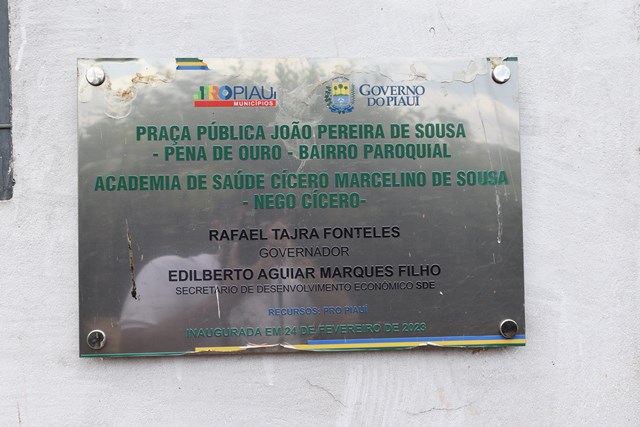 PROPIAUÍ
MUNICÍPIOS
GOVERNO
DO PIAUÍ
PRAÇA PÚBLICA JOÃO PEREIRA DE SOUSA
- PENA DE OURO - BAIRRO PAROQUIAL
ACADEMIA DE SAÚDE CÍCERO MARCELINO DE SOUSA
- NEGO CÍCERO-
RAFAEL TAJRA FONTELES
GOVERNADOR
EDILBERTO AGUIAR MARQUES FILHO
SECRETÁRIO DE DESENVOLVIMENTO ECONÔMICO SDE
RECURSOS: PRO PIAUÍ
INAUGURADA EM 24 DE FEVEREIRO DE 2023